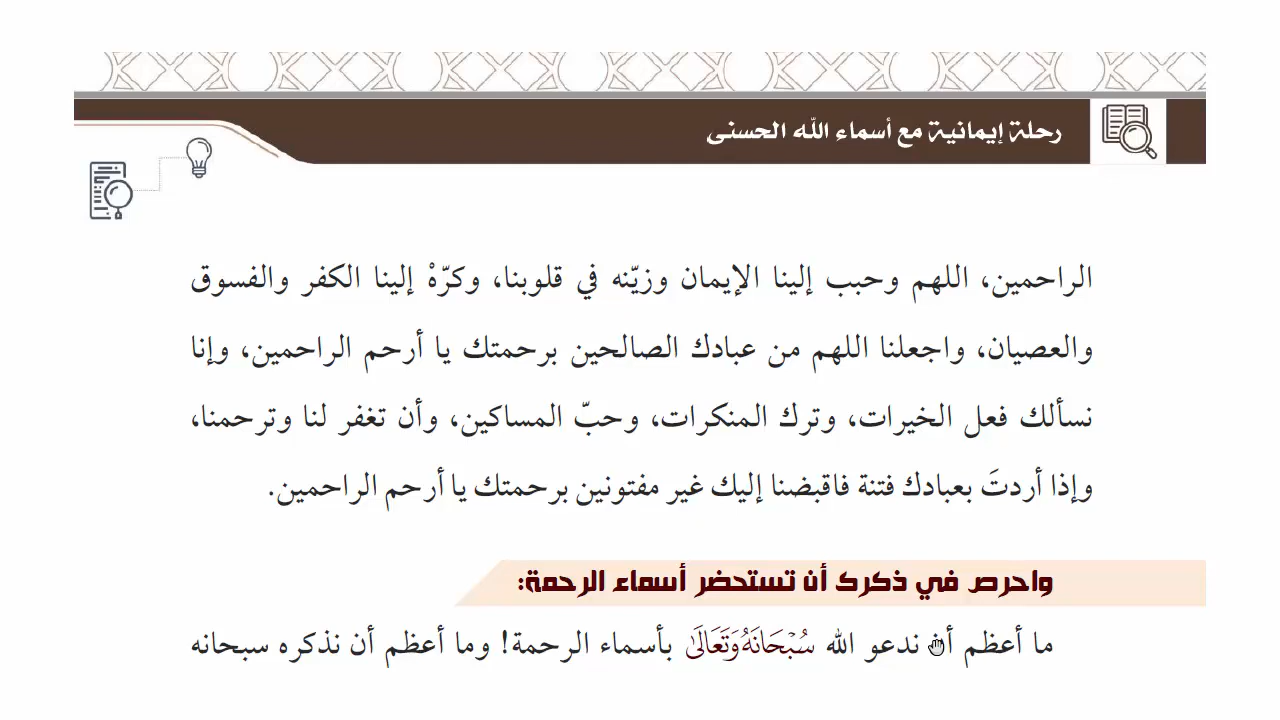 رحلة إيمانية مع أسماء الله الحسنى
الراحمين، اللهم وحبب إلينا الإيمان وزيّنه في قلوبنا، وكرّهْ إلينا الكفر والفسوق
والعصيان، واجعلنا اللهم من عبادك الصالحين برحمتك يا أرحم الراحمين، وإنا
نسألك فعل الخيرات، وترك المنكرات، وحبّ المساكين، وأن تغفر لنا وترحمنا،
وإذا أردتَ بعبادك فتنة فاقبضنا إليك غير مفتونين برحمتك يا أرحم الراحمين.
واحرص في ذكرك أن تستحضر أسماء الرحمة:
ما أعظم أن ندعو الله سُبْحَانَهُ وَتَعَالَىٰ بأسماء الرحمة! وما أعظم أن نذكره سبحانه